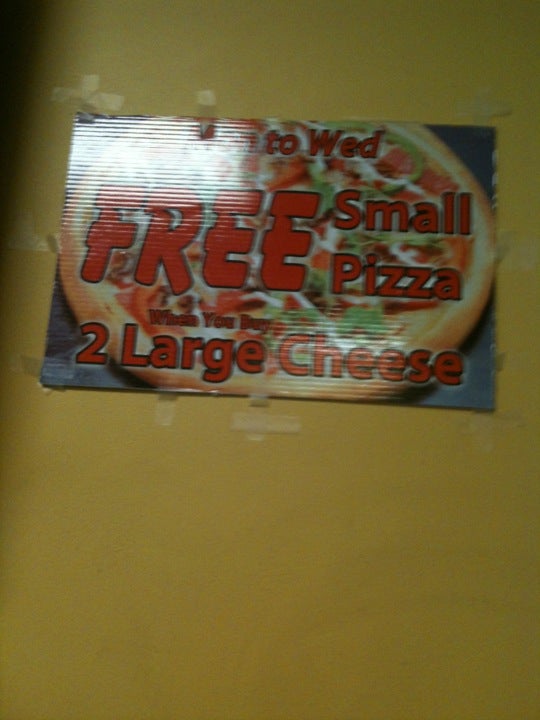 to Wed
FREE Small
Pizza
When You Buy
2 Large Cheese